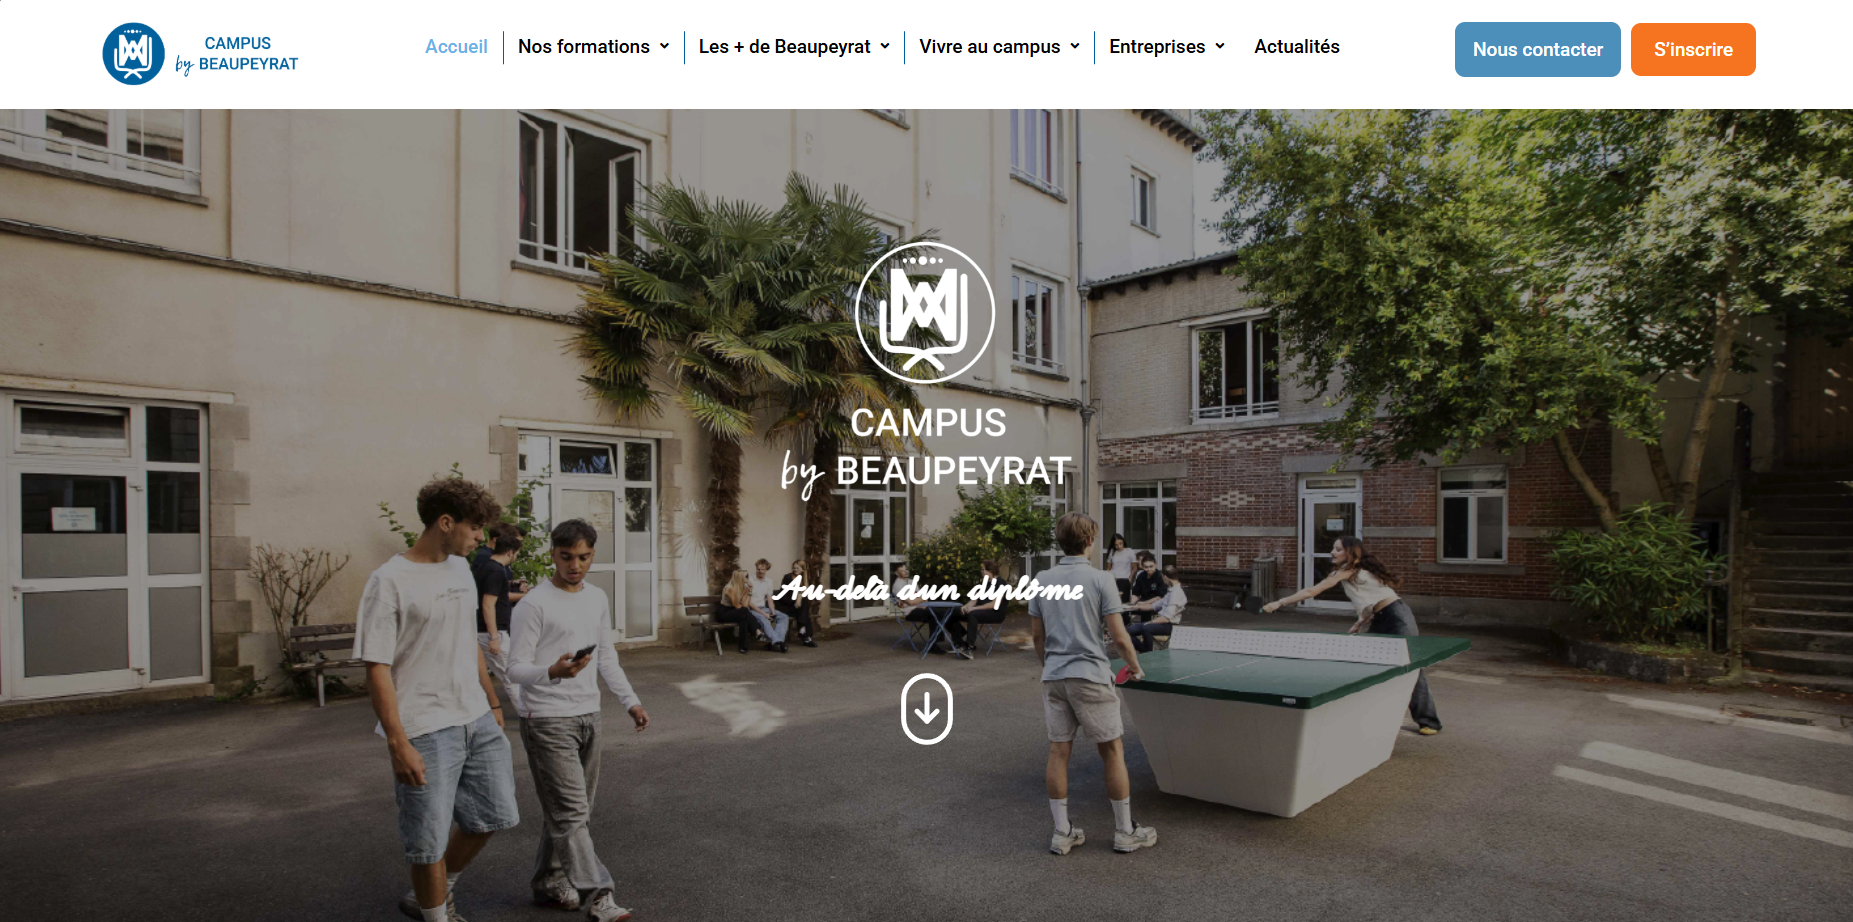 CAMPUS
by BEAUPEYRAT
Accueil
Nos formations
Les + de Beaupeyrat
Vivre au campus
Entreprises
Actualités
Nous contacter
S'inscrire
CAMPUS
by BEAUPEYRAT
Au-delà d'un diplôme